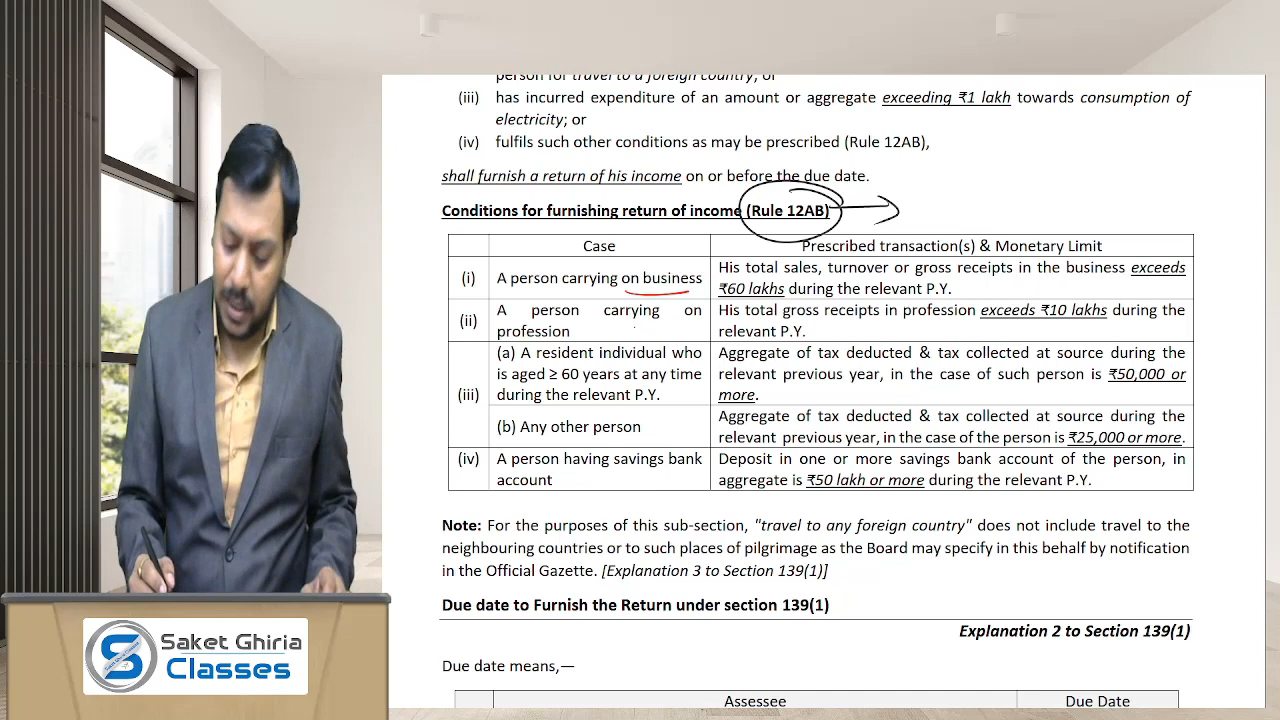 person for travel to a foreign country; or
(iii) has incurred expenditure of an amount or aggregate exceeding ₹1 lakh towards consumption of
electricity; or
(iv) fulfils such other conditions as may be prescribed (Rule 12AB),
shall furnish a return of his income on or before the due date.
Conditions for furnishing return of income (Rule 12AB)
Case Prescribed transaction(s) & Monetary Limit
(i) A person carrying on business His total sales, turnover or gross receipts in the business exceeds
₹60 lakhs during the relevant P.Y.
(ii) A person carrying on His total gross receipts in profession exceeds ₹10 lakhs during the
profession relevant P.Y.
(iii) (a) A resident individual who Aggregate of tax deducted & tax collected at source during the
is aged ≥ 60 years at any time relevant previous year, in the case of such person is ₹50,000 or
during the relevant P.Y. more.
(b) Any other person Aggregate of tax deducted & tax collected at source during the
relevant previous year, in the case of the person is ₹25,000 or more.
(iv) A person having savings bank Deposit in one or more savings bank account of the person, in
account aggregate is ₹50 lakh or more during the relevant P.Y.
Note: For the purposes of this sub-section, "travel to any foreign country" does not include travel to the
neighbouring countries or to such places of pilgrimage as the Board may specify in this behalf by notification
in the Official Gazette. [Explanation 3 to Section 139(1)]
Due date to Furnish the Return under section 139(1)
Explanation 2 to Section 139(1)
Due date means,—
Assessee Due Date
Saket Ghiria
Classes